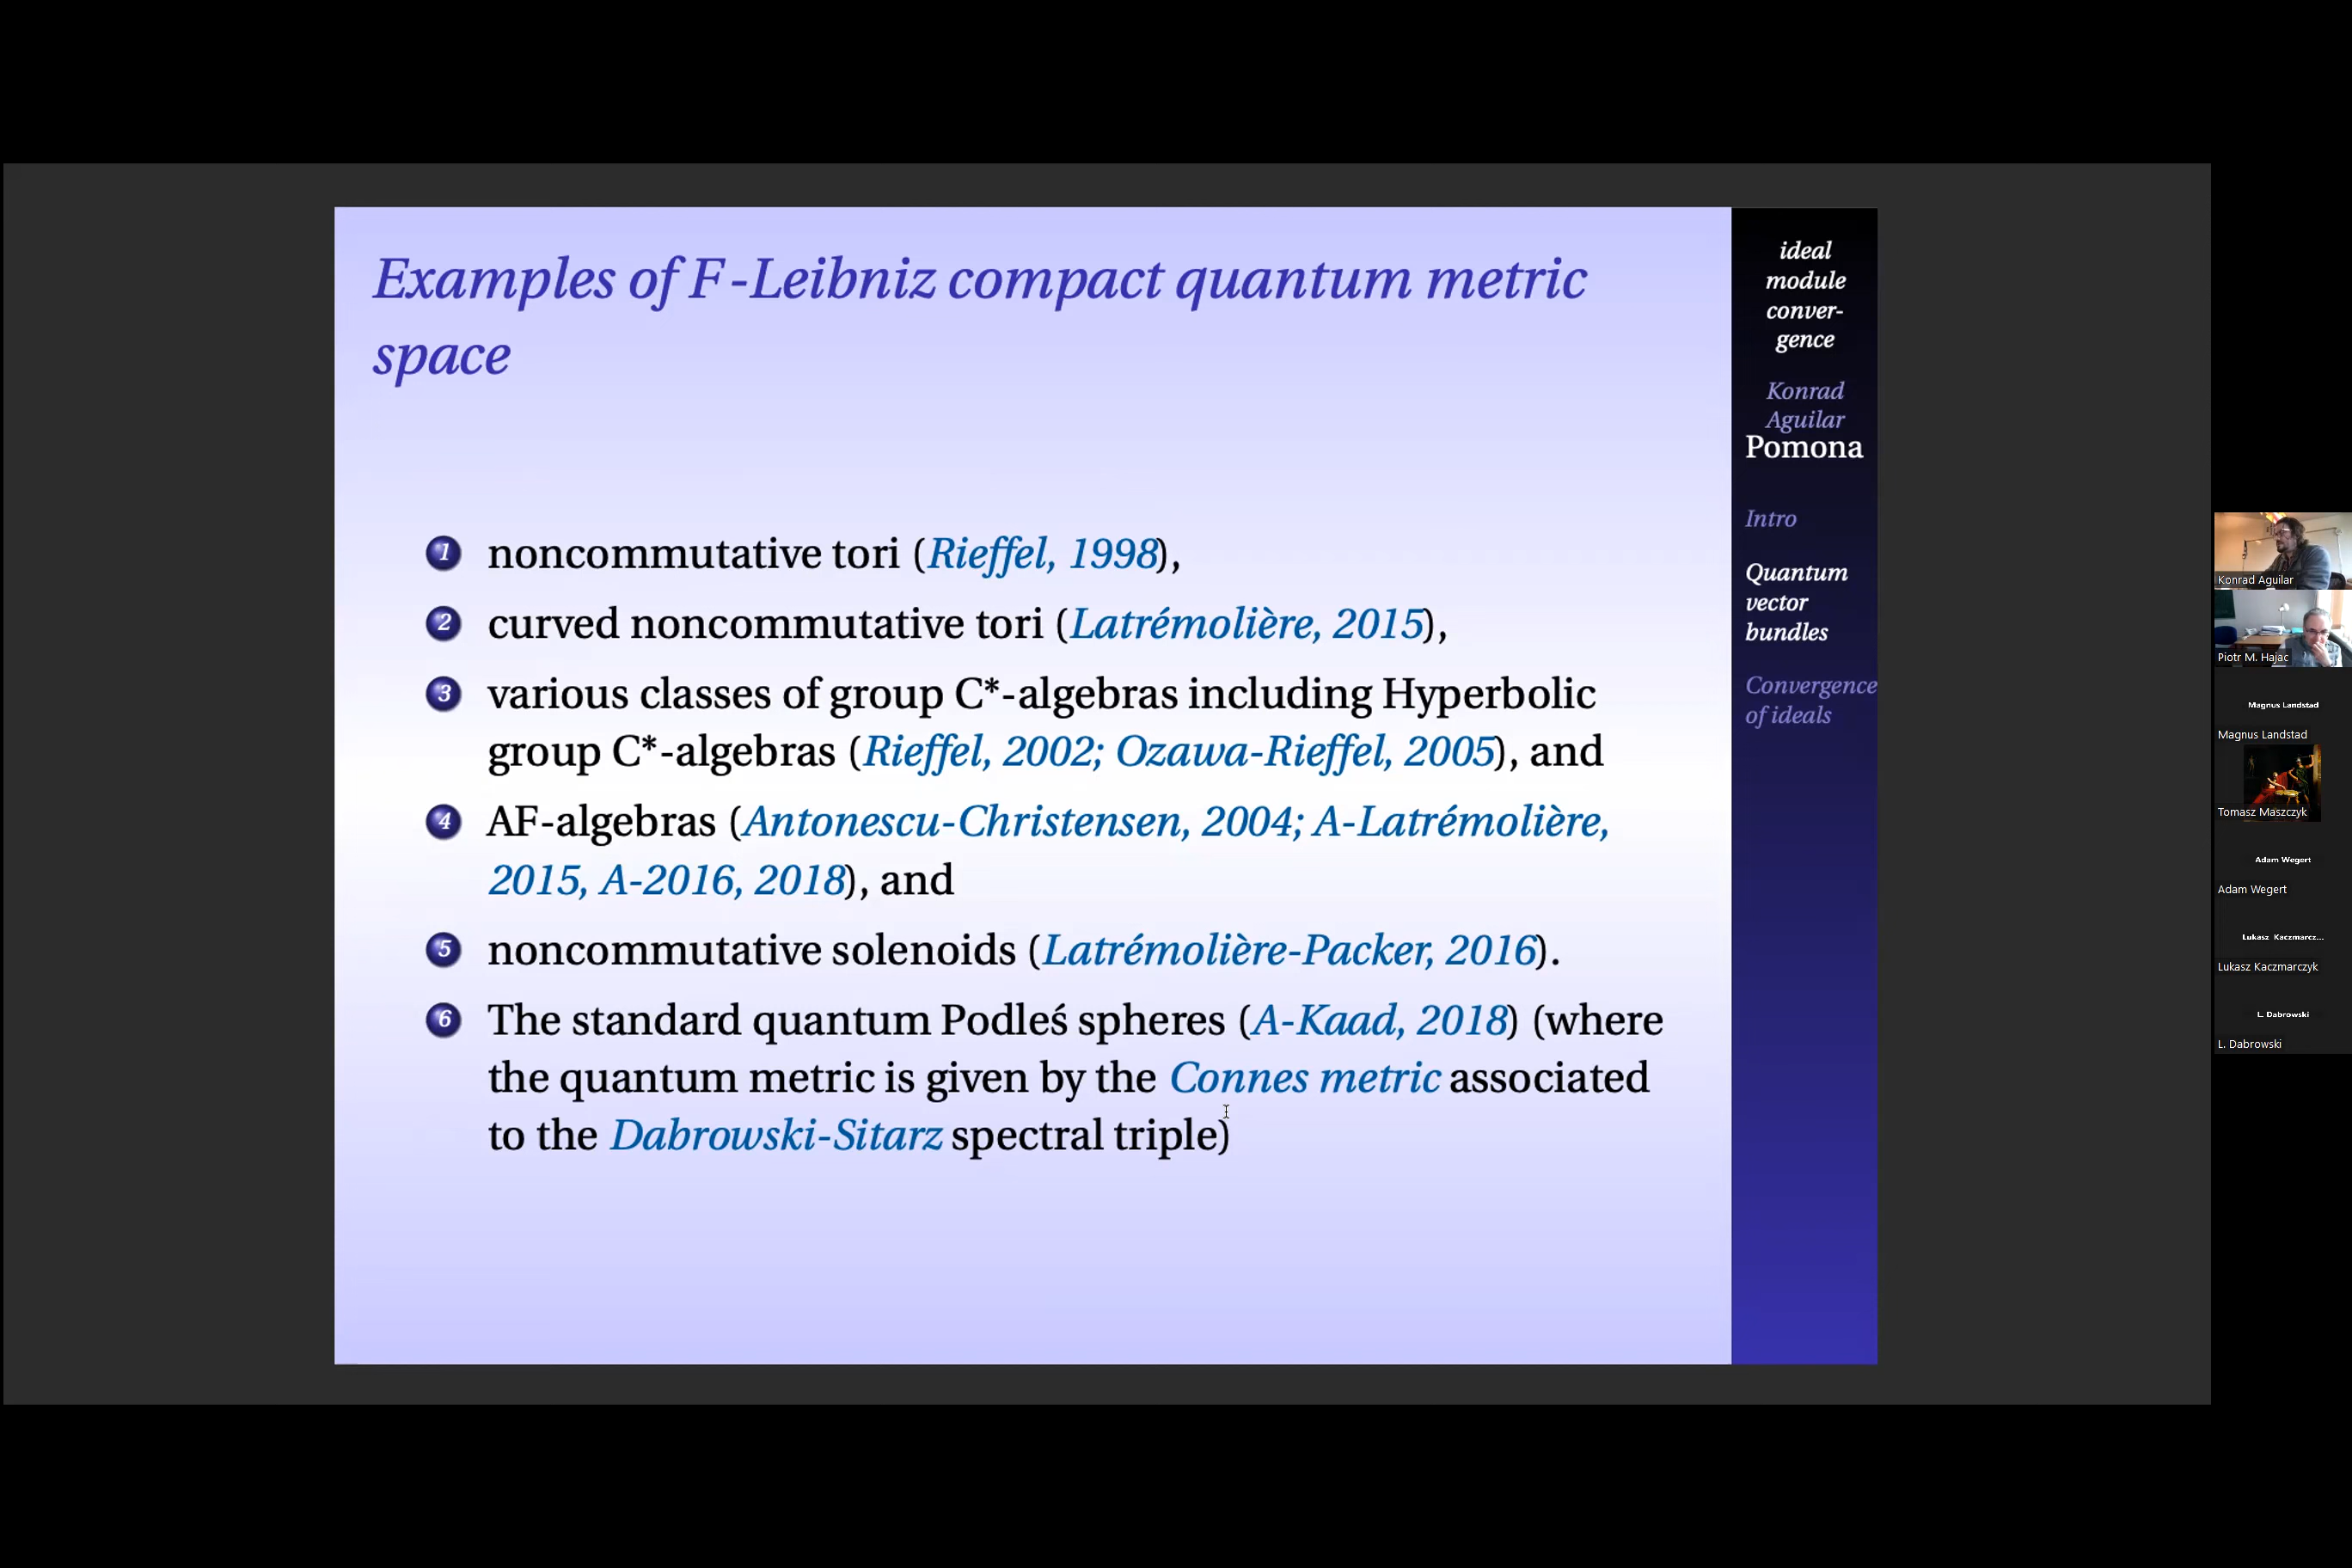 Examples of F-Leibniz compact quantum metric
space
1 noncommutative tori (Rieffel, 1998),
2 curved noncommutative tori (Latrémolière, 2015),
3 various classes of group C*-algebras including Hyperbolic
group C*-algebras (Rieffel, 2002; Ozawa-Rieffel, 2005), and
4 AF-algebras (Antonescu-Christensen, 2004; A-Latrémolière,
2015, A-2016, 2018), and
5 noncommutative solenoids (Latrémolière-Packer, 2016).
6 The standard quantum Podleś spheres (A-Kaad, 2018) (where
the quantum metric is given by the Connes metric associated
to the Dabrowski-Sitarz spectral triple)
ideal
module
conver-
gence
Konrad
Aguilar
Pomona
Intro
Quantum
vector
bundles
Convergence
of ideals
Konrad Aguilar
Piotr M. Hajac
Magnus Landstad
Magnus Landstad
Tomasz Maszczyk
Adam Wegert
Adam Wegert
Lukasz Kaczmarcz...
Lukasz Kaczmarczyk
L. Dabrowski
L. Dabrowski